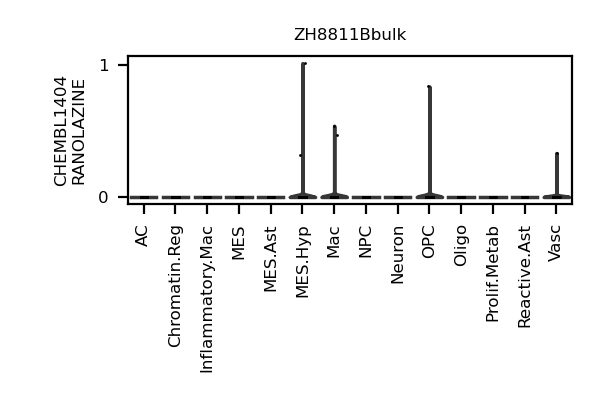 ZH8811Bbulk
CHEMBL1404
RANOLAZINE
1
0
AC
Chromatin.Reg
Inflammatory.Mac
MES
MES.Ast
MES.Hyp
Mac
NPC
Neuron
OPC
Oligo
Prolif.Metab
Reactive.Ast
Vasc